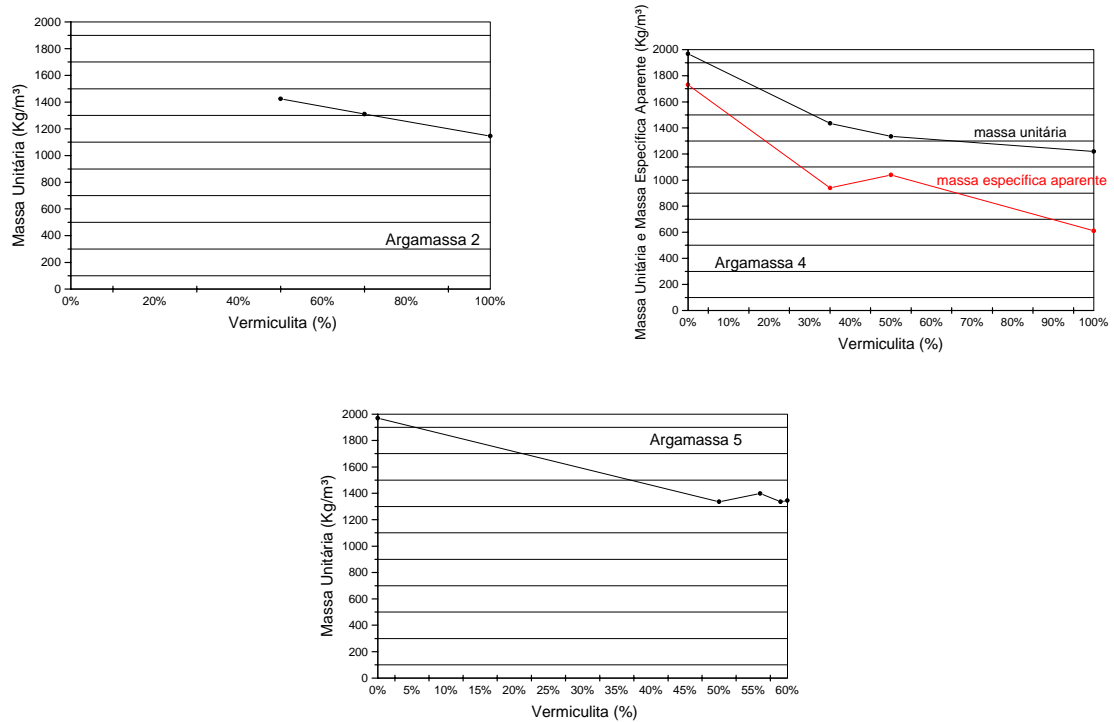 Massa Unitária (Kg/m³)
2000
1800
1600
1400
1200
1000
800
600
400
200
0
Argamassa 2
0% 20% 40% 60% 80% 100%
Vermiculita (%)
Massa Unitária e Massa Específica Aparente (Kg/m³)
2000
1800
1600
1400
1200
1000
800
600
400
200
0
massa unitária
massa específica aparente
Argamassa 4
0% 10% 20% 30% 40% 50% 60% 70% 80% 90% 100%
Vermiculita (%)
Massa Unitária (Kg/m³)
2000
1800
1600
1400
1200
1000
800
600
400
200
0
Argamassa 5
0% 5% 10% 15% 20% 25% 30% 35% 40% 45% 50% 55% 60%
Vermiculita (%)